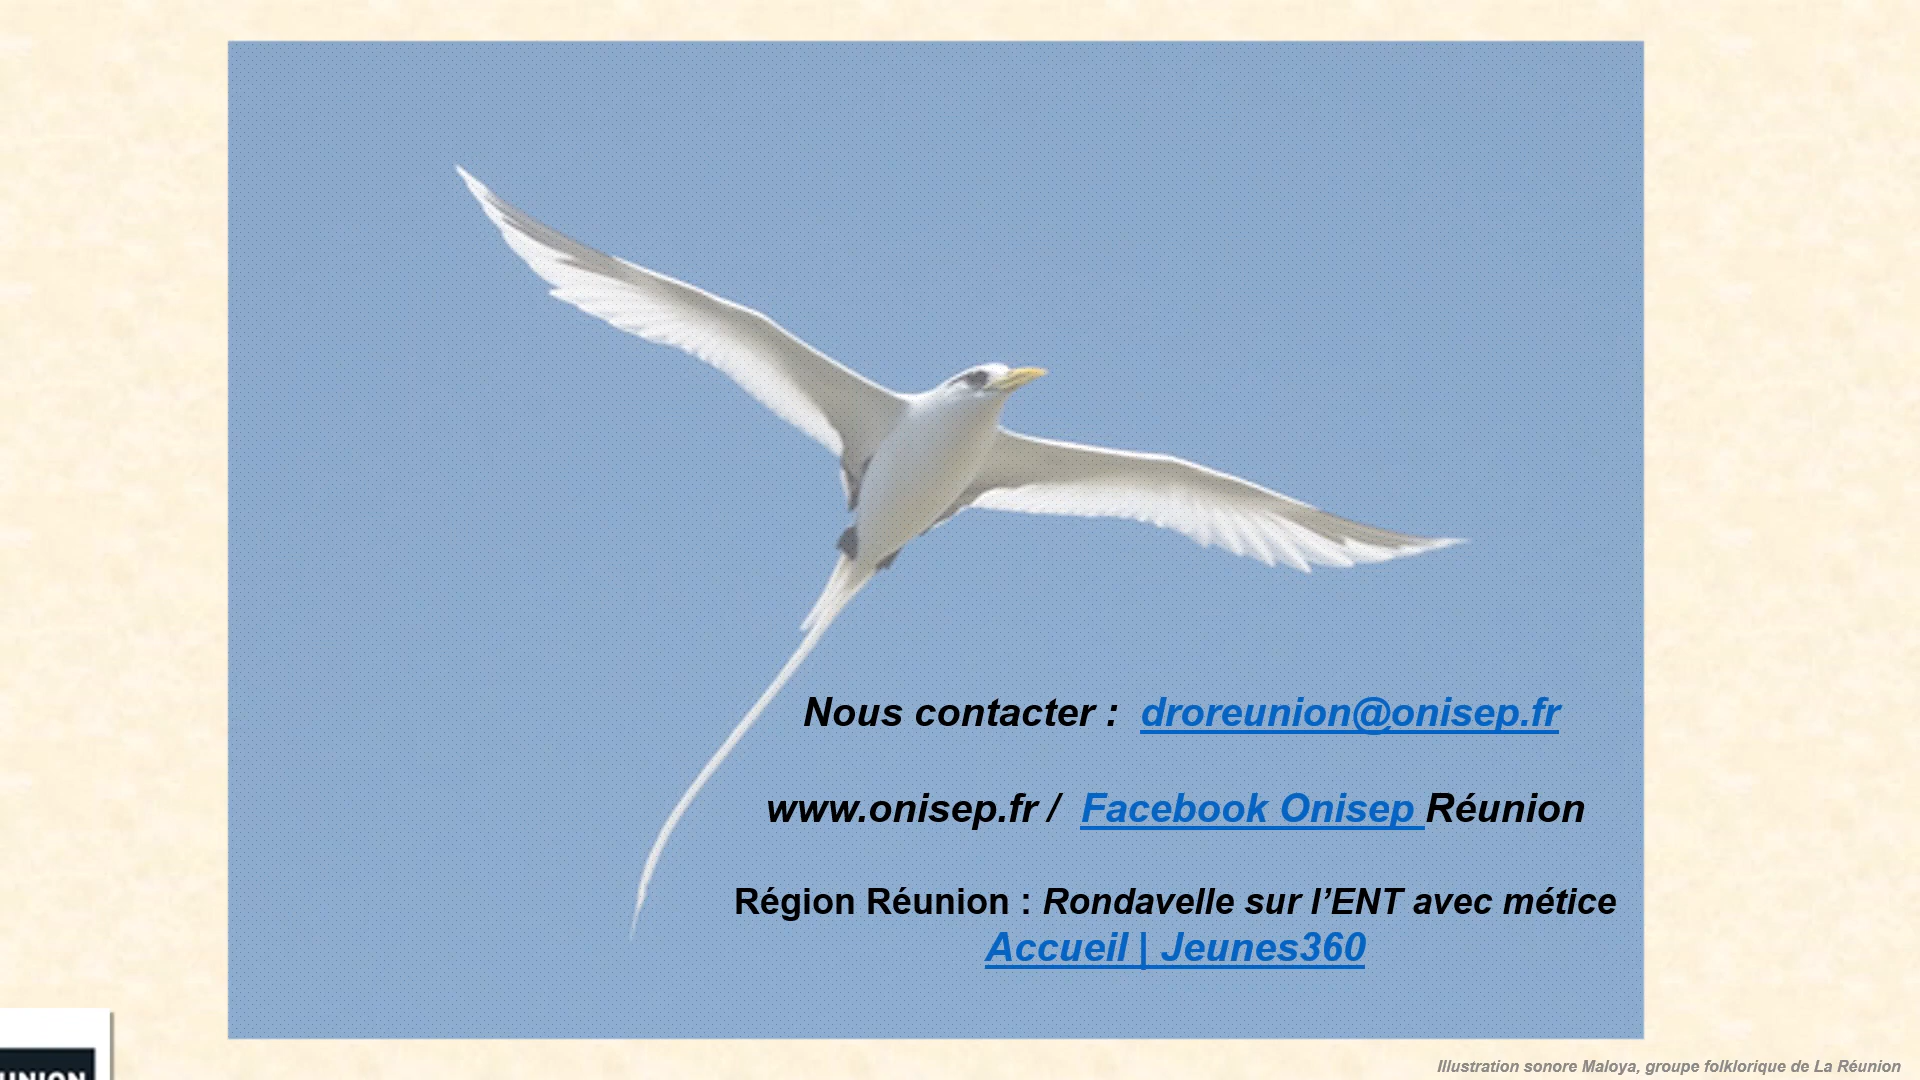 Nous contacter : droreunion@onisep.fr
www.onisep.fr / Facebook Onisep Réunion
Région Réunion : Rondavelle sur l’ENT avec métice
Accueil | Jeunes360
Illustration sonore Maloya, groupe folklorique de La Réunion